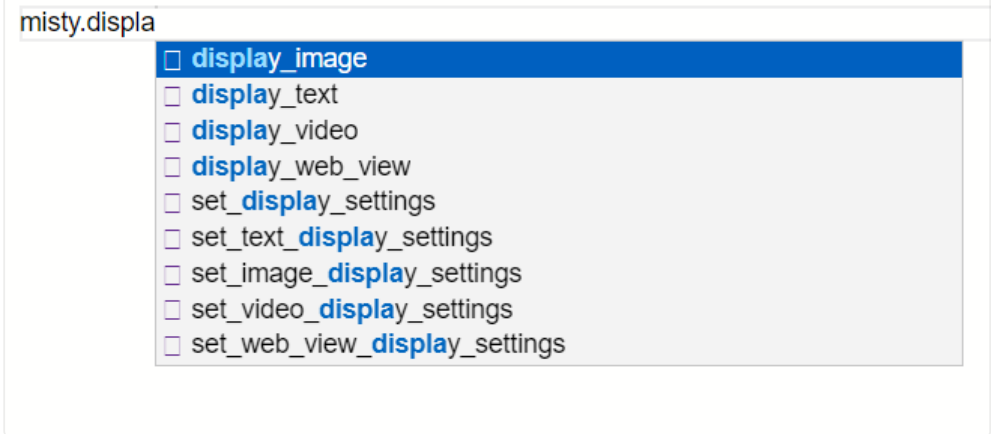 misty.displa
display_image
display_text
display_video
display_web_view
set_display_settings
set_text_display_settings
set_image_display_settings
set_video_display_settings
set_web_view_display_settings